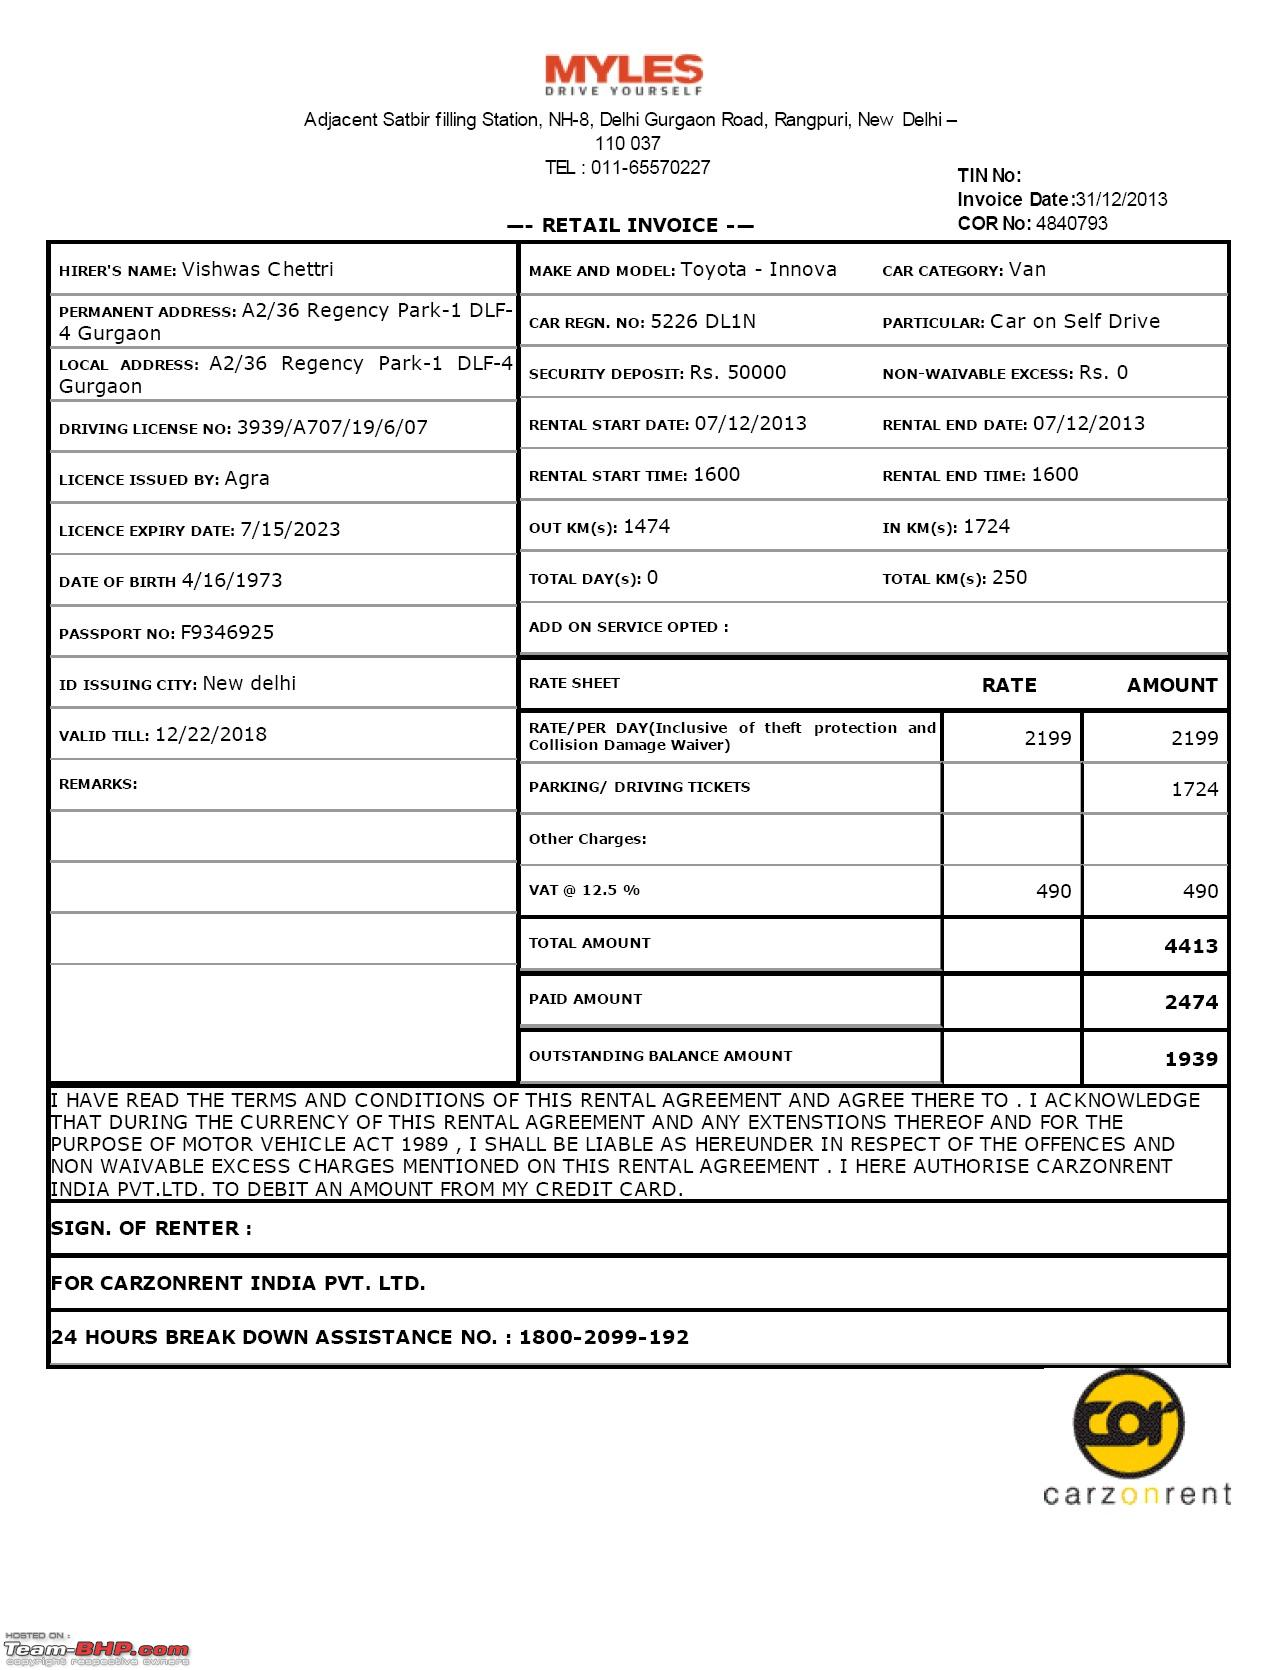 MYLES
DRIVE YOURSELF
Adjacent Satbir filling Station, NH-8, Delhi Gurgaon Road, Rangpuri, New Delhi –
110 037
TEL : 011-65570227
TIN No:
Invoice Date:31/12/2013
COR No: 4840793
—- RETAIL INVOICE -—
HIRER'S NAME: Vishwas Chettri
PERMANENT ADDRESS: A2/36 Regency Park-1 DLF-
4 Gurgaon
LOCAL ADDRESS: A2/36 Regency Park-1 DLF-4
Gurgaon
DRIVING LICENSE NO: 3939/A707/19/6/07
LICENCE ISSUED BY: Agra
LICENCE EXPIRY DATE: 7/15/2023
DATE OF BIRTH 4/16/1973
PASSPORT NO: F9346925
ID ISSUING CITY: New delhi
VALID TILL: 12/22/2018
REMARKS:
MAKE AND MODEL: Toyota - Innova CAR CATEGORY: Van
CAR REGN. NO: 5226 DL1N PARTICULAR: Car on Self Drive
SECURITY DEPOSIT: Rs. 50000 NON-WAIVABLE EXCESS: Rs. 0
RENTAL START DATE: 07/12/2013 RENTAL END DATE: 07/12/2013
RENTAL START TIME: 1600 RENTAL END TIME: 1600
OUT KM(s): 1474 IN KM(s): 1724
TOTAL DAY(s): 0 TOTAL KM(s): 250
ADD ON SERVICE OPTED :
RATE SHEET RATE AMOUNT
RATE/PER DAY(Inclusive of theft protection and
Collision Damage Waiver) 2199 2199
PARKING/ DRIVING TICKETS 1724
Other Charges:
VAT @ 12.5 % 490 490
TOTAL AMOUNT 4413
PAID AMOUNT 2474
OUTSTANDING BALANCE AMOUNT 1939
I HAVE READ THE TERMS AND CONDITIONS OF THIS RENTAL AGREEMENT AND AGREE THERE TO . I ACKNOWLEDGE
THAT DURING THE CURRENCY OF THIS RENTAL AGREEMENT AND ANY EXTENSTIONS THEREOF AND FOR THE
PURPOSE OF MOTOR VEHICLE ACT 1989 , I SHALL BE LIABLE AS HEREUNDER IN RESPECT OF THE OFFENCES AND
NON WAIVABLE EXCESS CHARGES MENTIONED ON THIS RENTAL AGREEMENT . I HERE AUTHORISE CARZONRENT
INDIA PVT.LTD. TO DEBIT AN AMOUNT FROM MY CREDIT CARD.
SIGN. OF RENTER :
FOR CARZONRENT INDIA PVT. LTD.
24 HOURS BREAK DOWN ASSISTANCE NO. : 1800-2099-192
cor
carzonrent
HOSTED ON :
Team-BHP.com
copyright respective owners